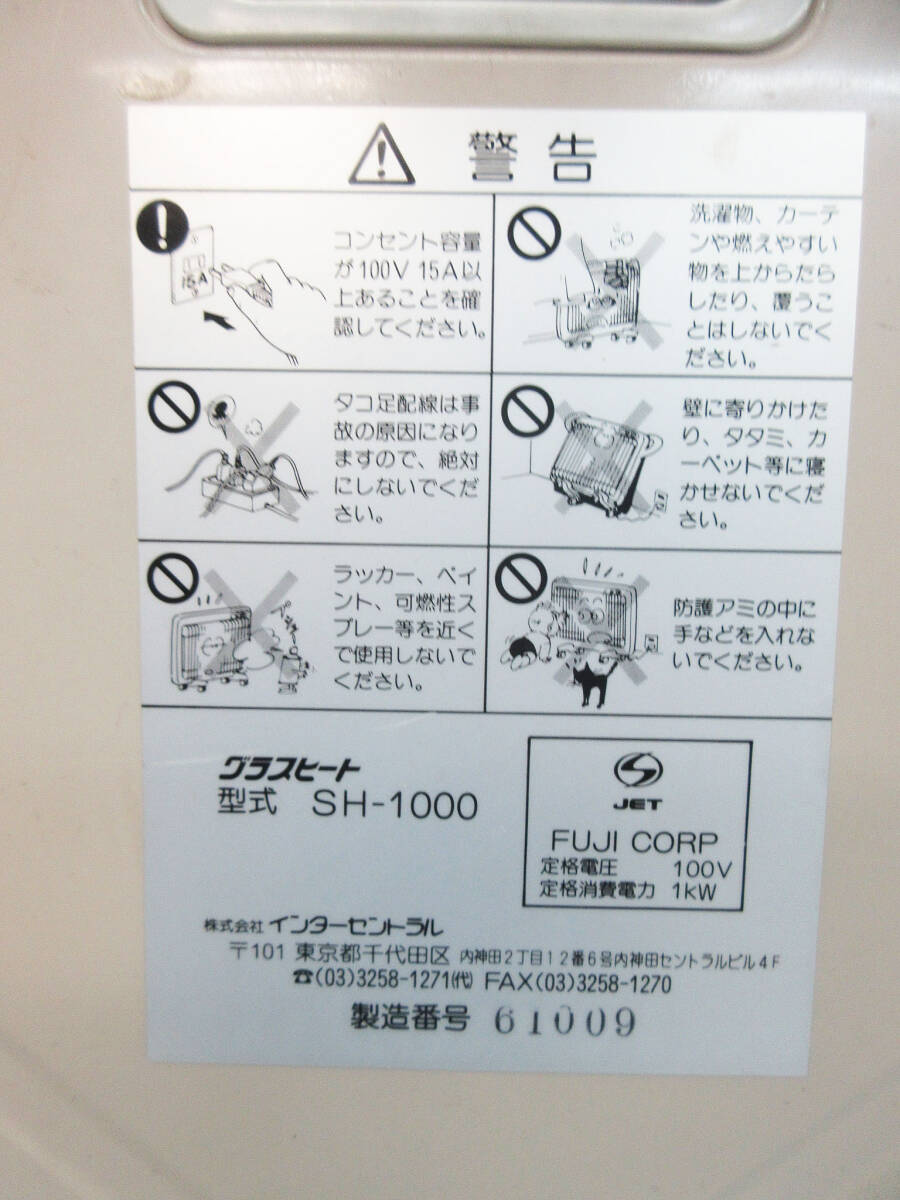 警告
コンセント容量
が100V 15A以
上あることを確
認してください。
15A
洗濯物、カーテ
ンや燃えやすい
物を上からたら
したり、覆うこ
とはしないでく
ださい。
タコ足配線は事
故の原因になり
ますので、絶対
にしないでくだ
さい。
壁に寄りかけた
り、タタミ、カ
ーペット等に寝
かせないでくだ
さい。
ラッカー、ペイ
ント、可燃性ス
プレー等を近く
で使用しないで
ください。
防護アミの中に
手などを入れな
いでください。
グラスヒート
型式 SH-1000
JET
FUJI CORP
定格電圧 100V
定格消費電力 1kW
株式会社 インターセントラル
〒101 東京都千代田区 内神田2丁目12番6号内神田セントラルビル4F
☎(03)3258-1271(代) FAX(03)3258-1270
製造番号 61009